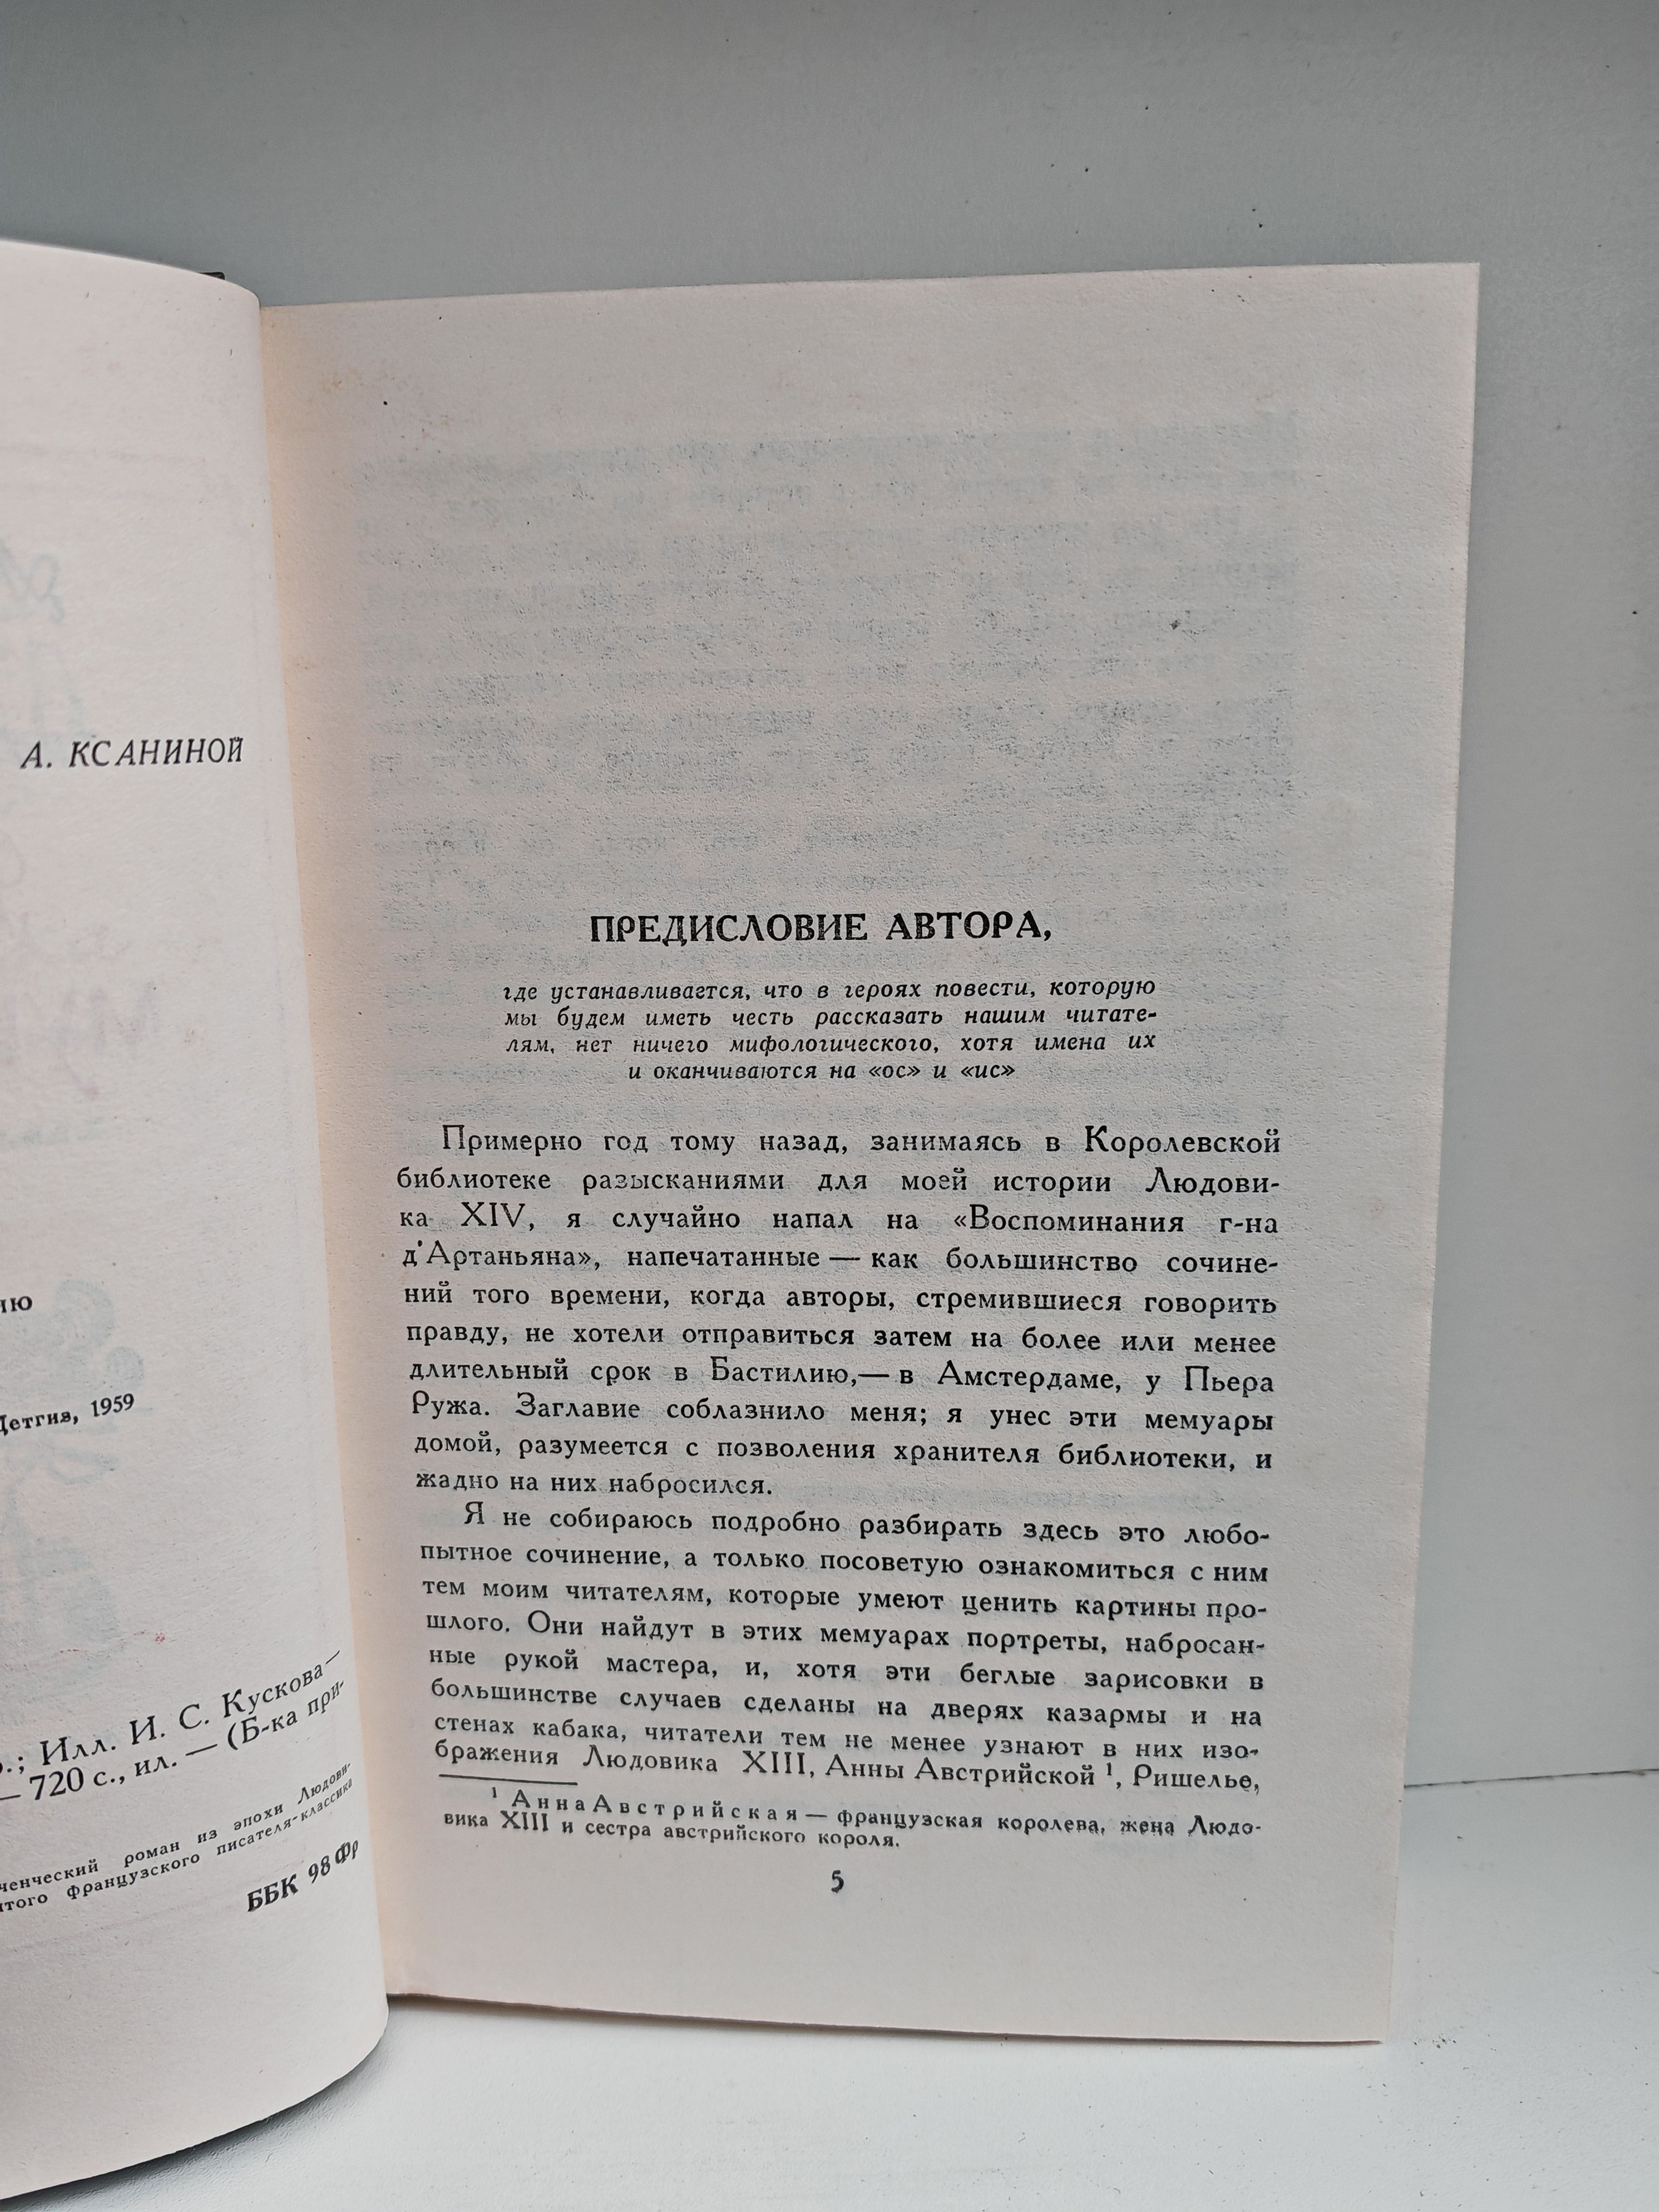 А. КСАНИНОЙ
Детгиз, 1959
Илл. И. С. Кускова—
— 720 с., ил. — (Б-ка при-
роман из эпохи Людови-
французского писателя-классика
ББК
ПРЕДИСЛОВИЕ АВТОРА,
где устанавливается, что в героях повести, которую
мы будем иметь честь рассказать нашим читате-
лям, нет ничего мифологического, хотя имена их
и оканчиваются на «ос» и «ис»
Примерно год тому назад, занимаясь в Королевской
библиотеке разысканиями для моей истории Людови-
ка XIV, я случайно напал на «Воспоминания г-на
д'Артаньяна», напечатанные — как большинство сочине-
ний того времени, когда авторы, стремившиеся говорить
правду, не хотели отправиться затем на более или менее
длительный срок в Бастилию,— в Амстердаме, у Пьера
Ружа. Заглавие соблазнило меня; я унес эти мемуары
домой, разумеется с позволения хранителя библиотеки, и
жадно на них набросился.
Я не собираюсь подробно разбирать здесь это любо-
пытное сочинение, а только посоветую ознакомиться с ним
тем моим читателям, которые умеют ценить картины про-
шлого. Они найдут в этих мемуарах портреты, набросан-
ные рукой мастера, и, хотя эти беглые зарисовки в
большинстве случаев сделаны на дверях казармы и на
стенах кабака, читатели тем не менее узнают в них изо-
бражения Людовика XIII, Анны Австрийской ¹, Ришелье,
¹ Анна Австрийская — французская королева, жена Людо-
вика XIII и сестра австрийского короля.
5